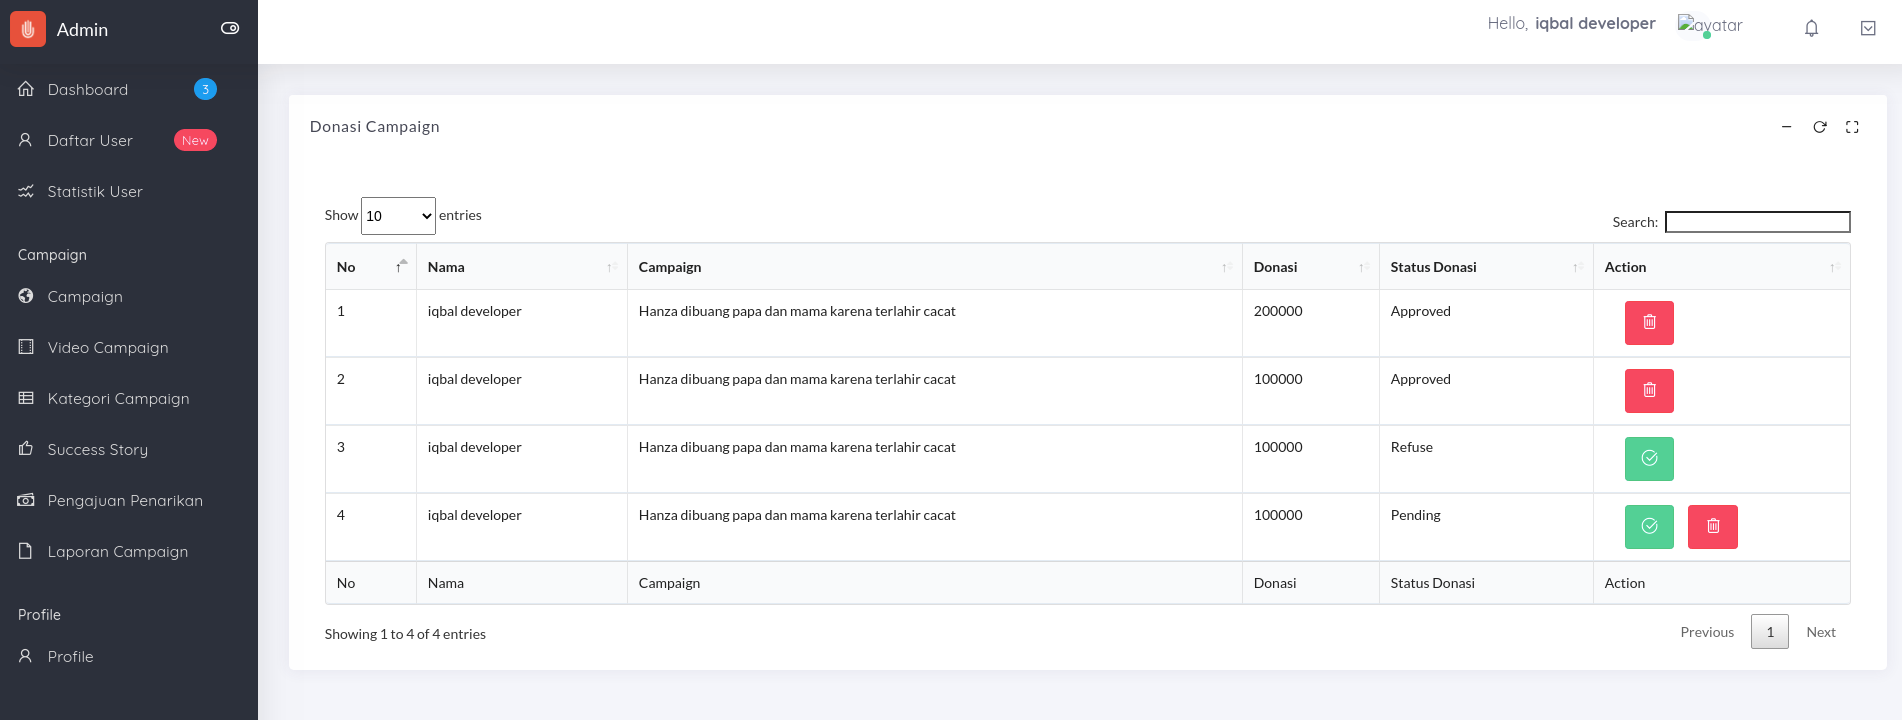 Admin
Dashboard 3
Daftar User New
Statistik User
Campaign
Campaign
Video Campaign
Kategori Campaign
Success Story
Pengajuan Penarikan
Laporan Campaign
Profile
Profile
Hello, iqbal developer avatar
Donasi Campaign
Show 10 entries
Search:
No Nama Campaign Donasi Status Donasi Action
1 iqbal developer Hanza dibuang papa dan mama karena terlahir cacat 200000 Approved
2 iqbal developer Hanza dibuang papa dan mama karena terlahir cacat 100000 Approved
3 iqbal developer Hanza dibuang papa dan mama karena terlahir cacat 100000 Refuse
4 iqbal developer Hanza dibuang papa dan mama karena terlahir cacat 100000 Pending
No Nama Campaign Donasi Status Donasi Action
Showing 1 to 4 of 4 entries
Previous 1 Next